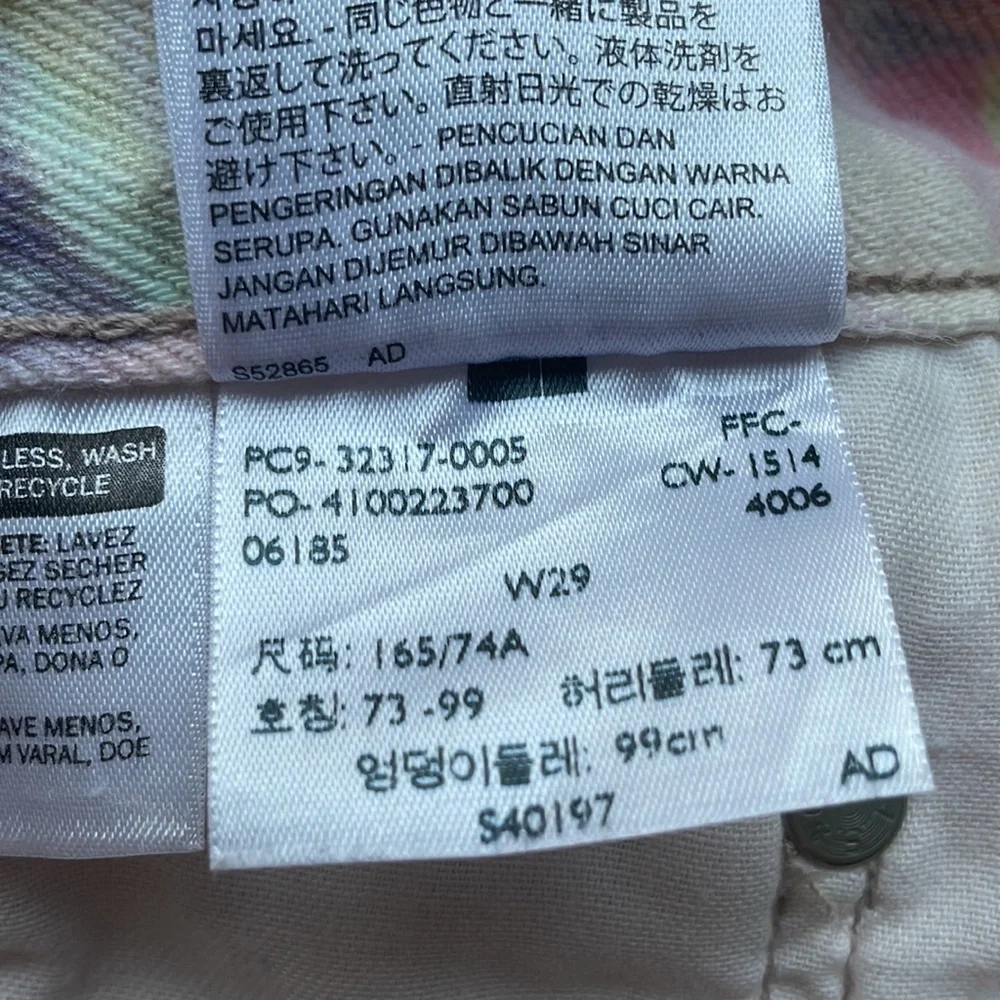 마세요. - 同じ色物と一緒に製品を
裏返して洗ってください。液体洗剤を
ご使用下さい。直射日光での乾燥はお
避け下さい。- PENCUCIAN DAN
PENGERINGAN DIBALIK DENGAN WARNA
SERUPA. GUNAKAN SABUN CUCI CAIR.
JANGAN DIJEMUR DIBAWAH SINAR
MATAHARI LANGSUNG.
S52865 AD
LESS, WASH
RECYCLE
ETE: LAVEZ
GEZ SECHER
U RECYCLEZ
VA MENOS,
PA, DONA O
AVE MENOS,
M VARAL, DOE
PC9- 32317-0005
PO- 4100223700
06185
FFC-
CW- 1514
4006
W29
尺码: 165/74A
호칭: 73 -99 허리둘레: 73 cm
엉덩이둘레: 99cm
AD
S40197